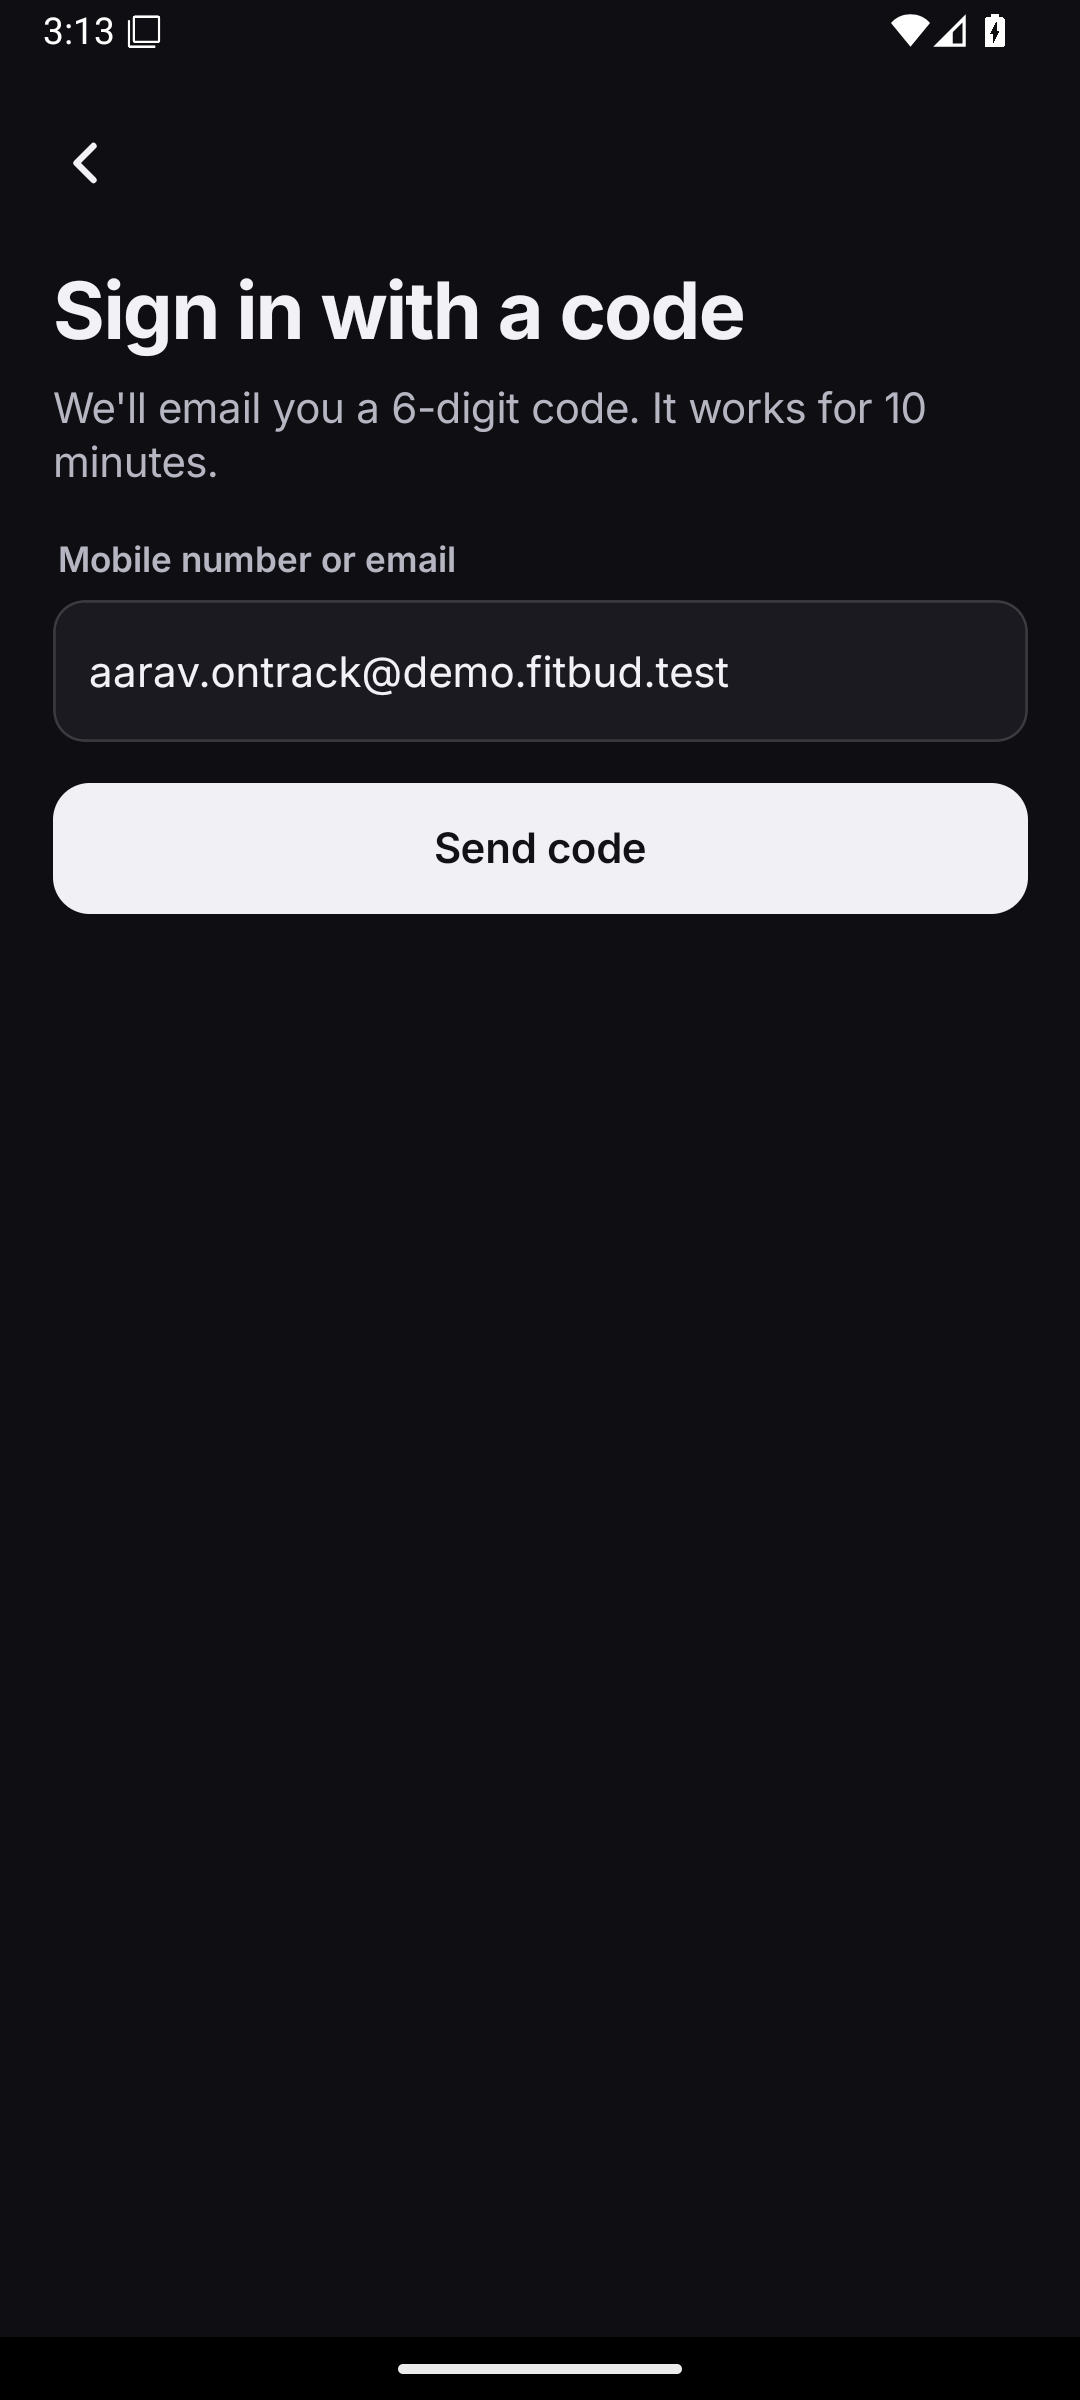 3:13
Sign in with a code
We'll email you a 6-digit code. It works for 10
minutes.
Mobile number or email
aarav.ontrack@demo.fitbud.test
Send code